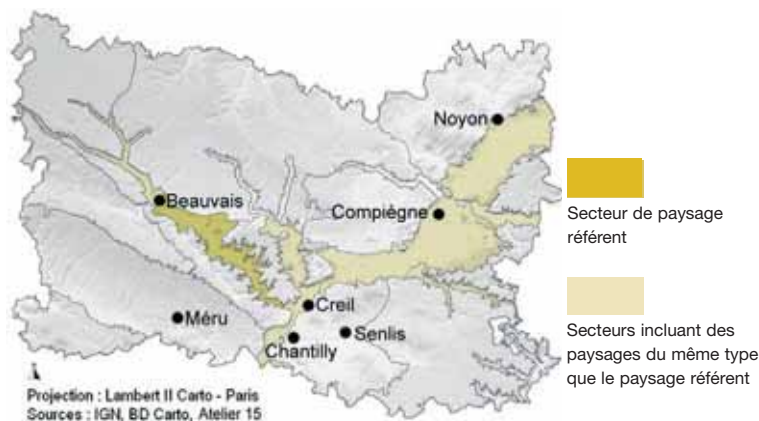 Noyon
Beauvais
Compiègne
Creil
Méru
Senlis
Chantilly
Projection : Lambert II Carto - Paris
Sources : IGN, BD Carto, Atelier 15
Secteur de paysage
référent
Secteurs incluant des
paysages du même type
que le paysage référent